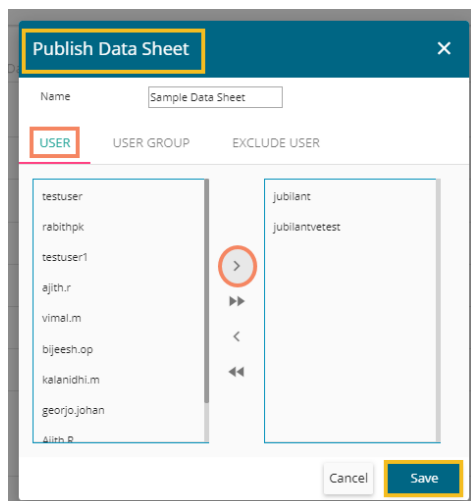 Publish Data Sheet
Name Sample Data Sheet
USER USER GROUP EXCLUDE USER
testuser
rabithpk
testuser1
ajith.r
vimal.m
bijeesh.op
kalanidhi.m
georjo.johan
Ajith R
jubilant
jubilantvetest
Cancel Save